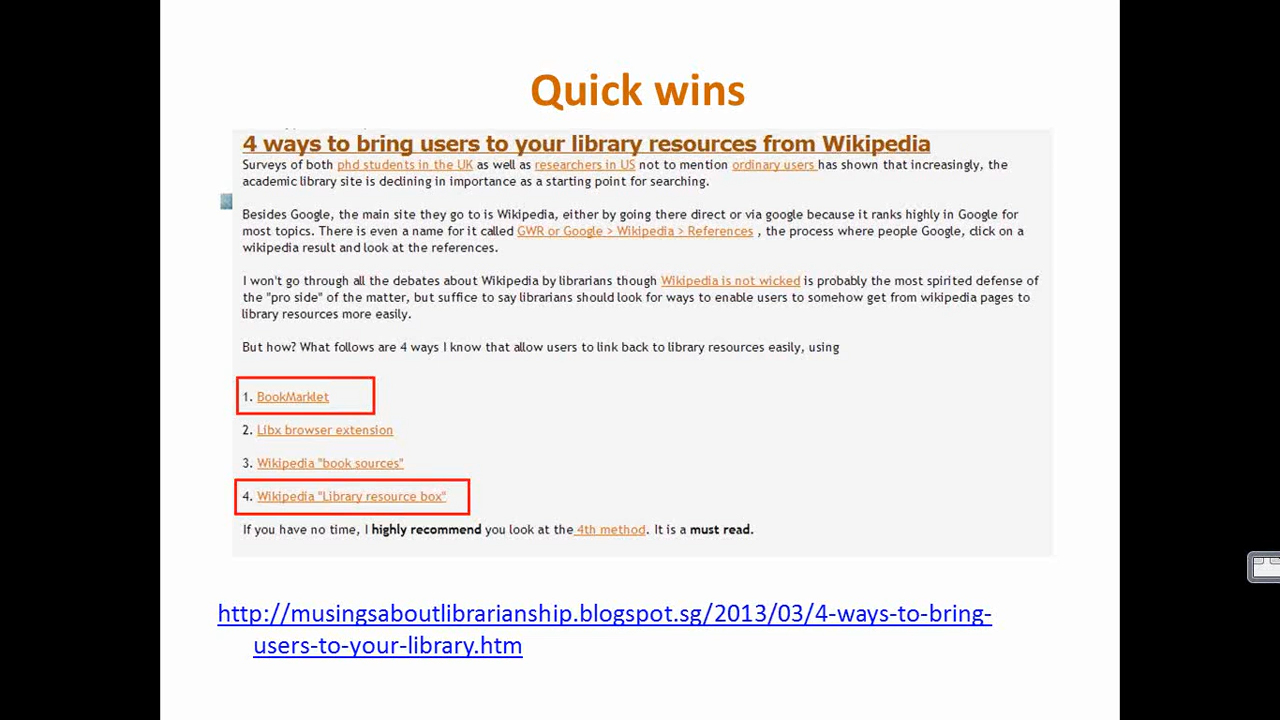 Quick wins
4 ways to bring users to your library resources from Wikipedia
Surveys of both phd students in the UK as well as researchers in US not to mention ordinary users has shown that increasingly, the
academic library site is declining in importance as a starting point for searching.
Besides Google, the main site they go to is Wikipedia, either by going there direct or via google because it ranks highly in Google for
most topics. There is even a name for it called GWR or Google > Wikipedia > References , the process where people Google, click on a
wikipedia result and look at the references.
I won't go through all the debates about Wikipedia by librarians though Wikipedia is not wicked is probably the most spirited defense of
the "pro side" of the matter, but suffice to say librarians should look for ways to enable users to somehow get from wikipedia pages to
library resources more easily.
But how? What follows are 4 ways I know that allow users to link back to library resources easily, using
1. BookMarklet
2. Libx browser extension
3. Wikipedia "book sources"
4. Wikipedia "Library resource box"
If you have no time, I highly recommend you look at the 4th method. It is a must read.
http://musingsaboutlibrarianship.blogspot.sg/2013/03/4-ways-to-bring-
users-to-your-library.htm